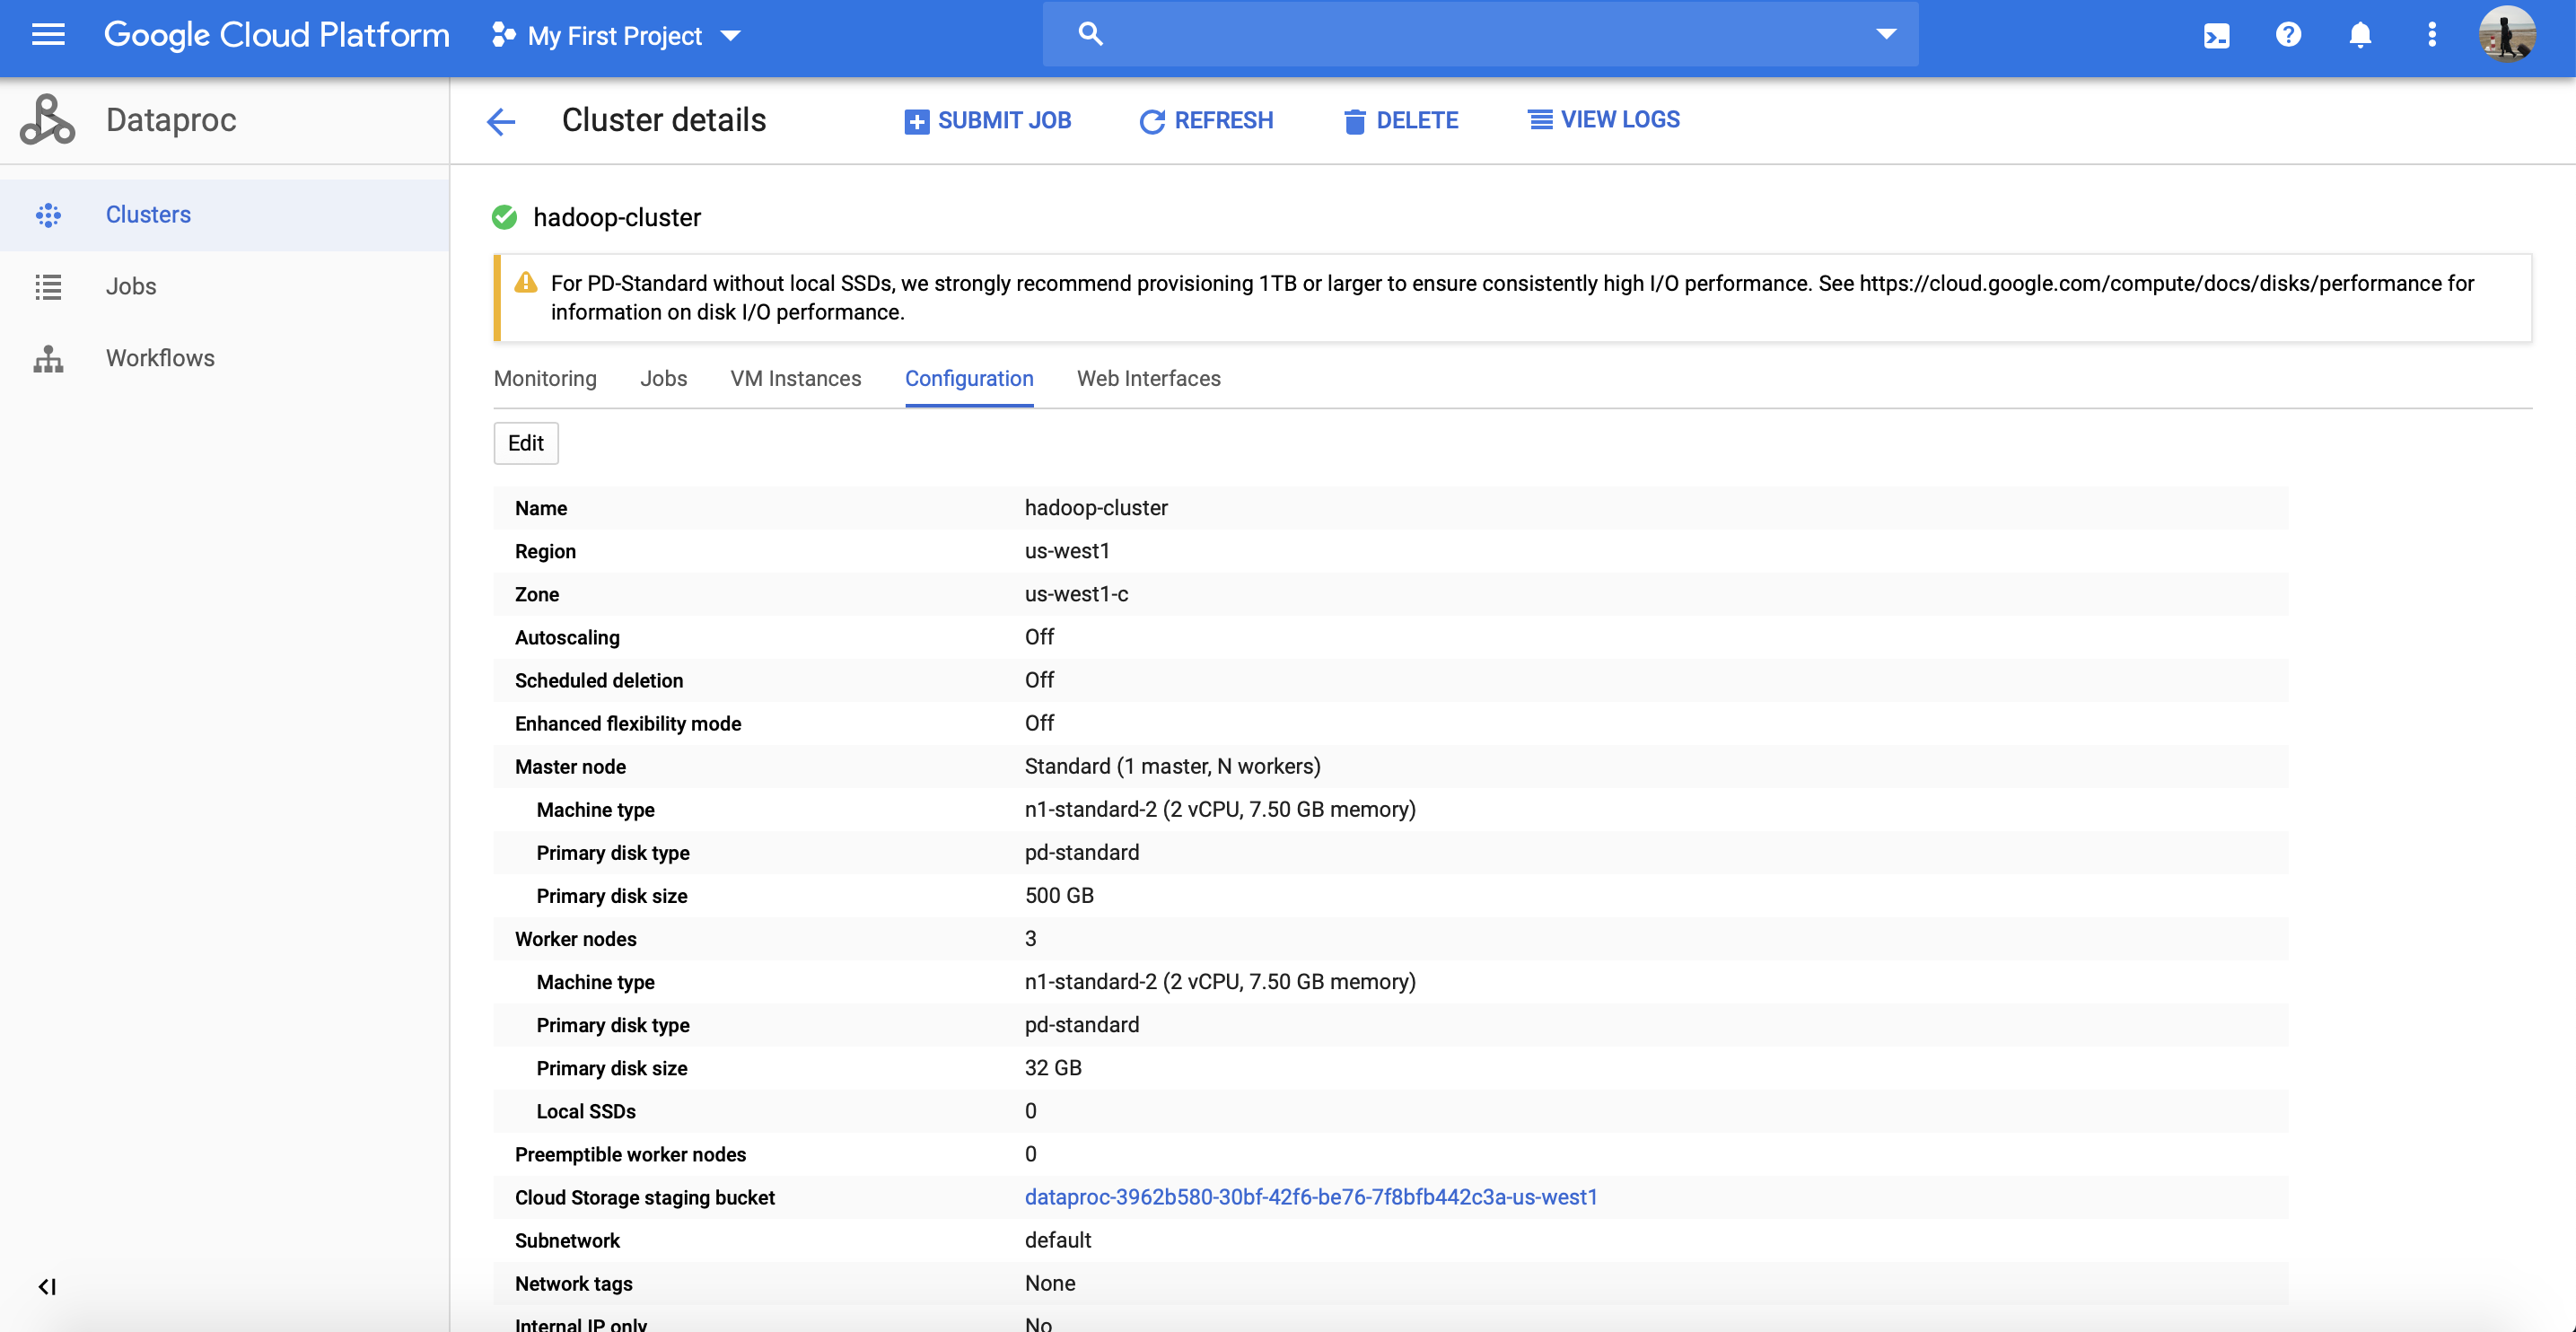 Google Cloud Platform My First Project
Dataproc
Cluster details SUBMIT JOB REFRESH DELETE VIEW LOGS
Clusters
Jobs
Workflows
hadoop-cluster
For PD-Standard without local SSDs, we strongly recommend provisioning 1TB or larger to ensure consistently high I/O performance. See https://cloud.google.com/compute/docs/disks/performance for
information on disk I/O performance.
Monitoring Jobs VM Instances Configuration Web Interfaces
Edit
Name hadoop-cluster
Region us-west1
Zone us-west1-c
Autoscaling Off
Scheduled deletion Off
Enhanced flexibility mode Off
Master node Standard (1 master, N workers)
Machine type n1-standard-2 (2 vCPU, 7.50 GB memory)
Primary disk type pd-standard
Primary disk size 500 GB
Worker nodes 3
Machine type n1-standard-2 (2 vCPU, 7.50 GB memory)
Primary disk type pd-standard
Primary disk size 32 GB
Local SSDs 0
Preemptible worker nodes 0
Cloud Storage staging bucket dataproc-3962b580-30bf-42f6-be76-7f8bfb442c3a-us-west1
Subnetwork default
Network tags None
Internal IP only No